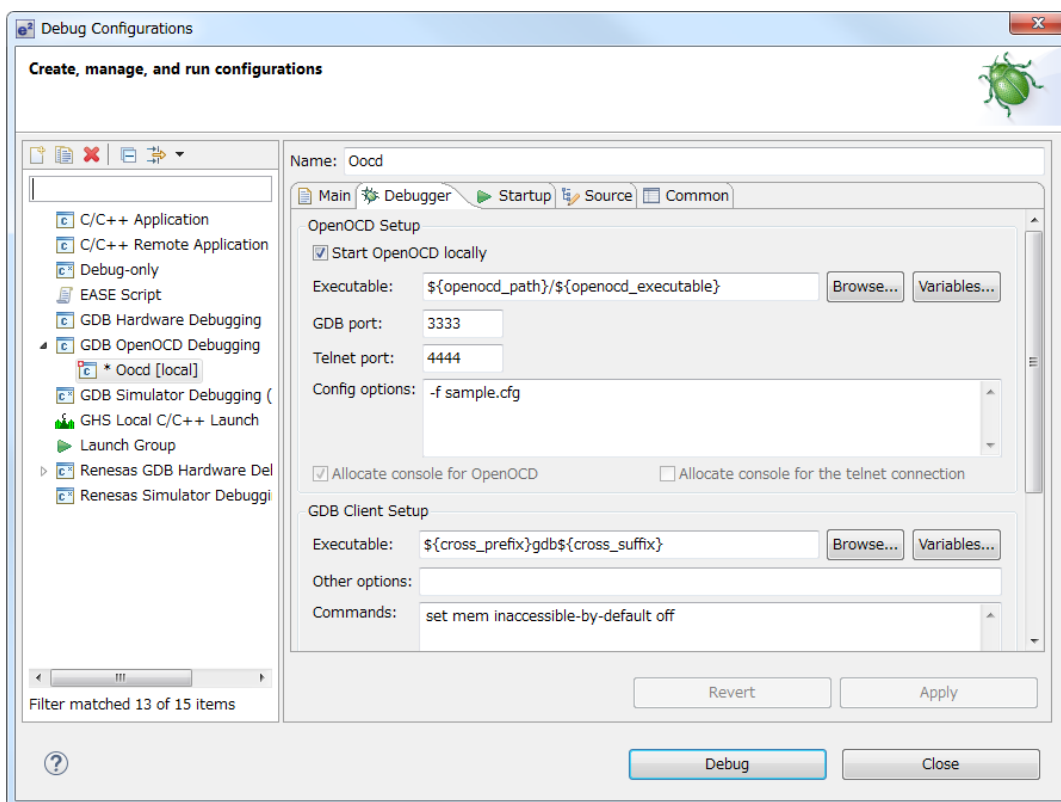 e² Debug Configurations
Create, manage, and run configurations
C/C++ Application
C/C++ Remote Application
Debug-only
EASE Script
GDB Hardware Debugging
GDB OpenOCD Debugging
* Oocd [local]
GDB Simulator Debugging (
GHS Local C/C++ Launch
Launch Group
Renesas GDB Hardware Del
Renesas Simulator Debuggi
Filter matched 13 of 15 items
Name: Oocd
Main Debugger Startup Source Common
OpenOCD Setup
Start OpenOCD locally
Executable: ${openocd_path}/${openocd_executable} Browse... Variables...
GDB port: 3333
Telnet port: 4444
Config options: -f sample.cfg
Allocate console for OpenOCD Allocate console for the telnet connection
GDB Client Setup
Executable: ${cross_prefix}gdb${cross_suffix} Browse... Variables...
Other options:
Commands: set mem inaccessible-by-default off
Revert Apply
Debug Close